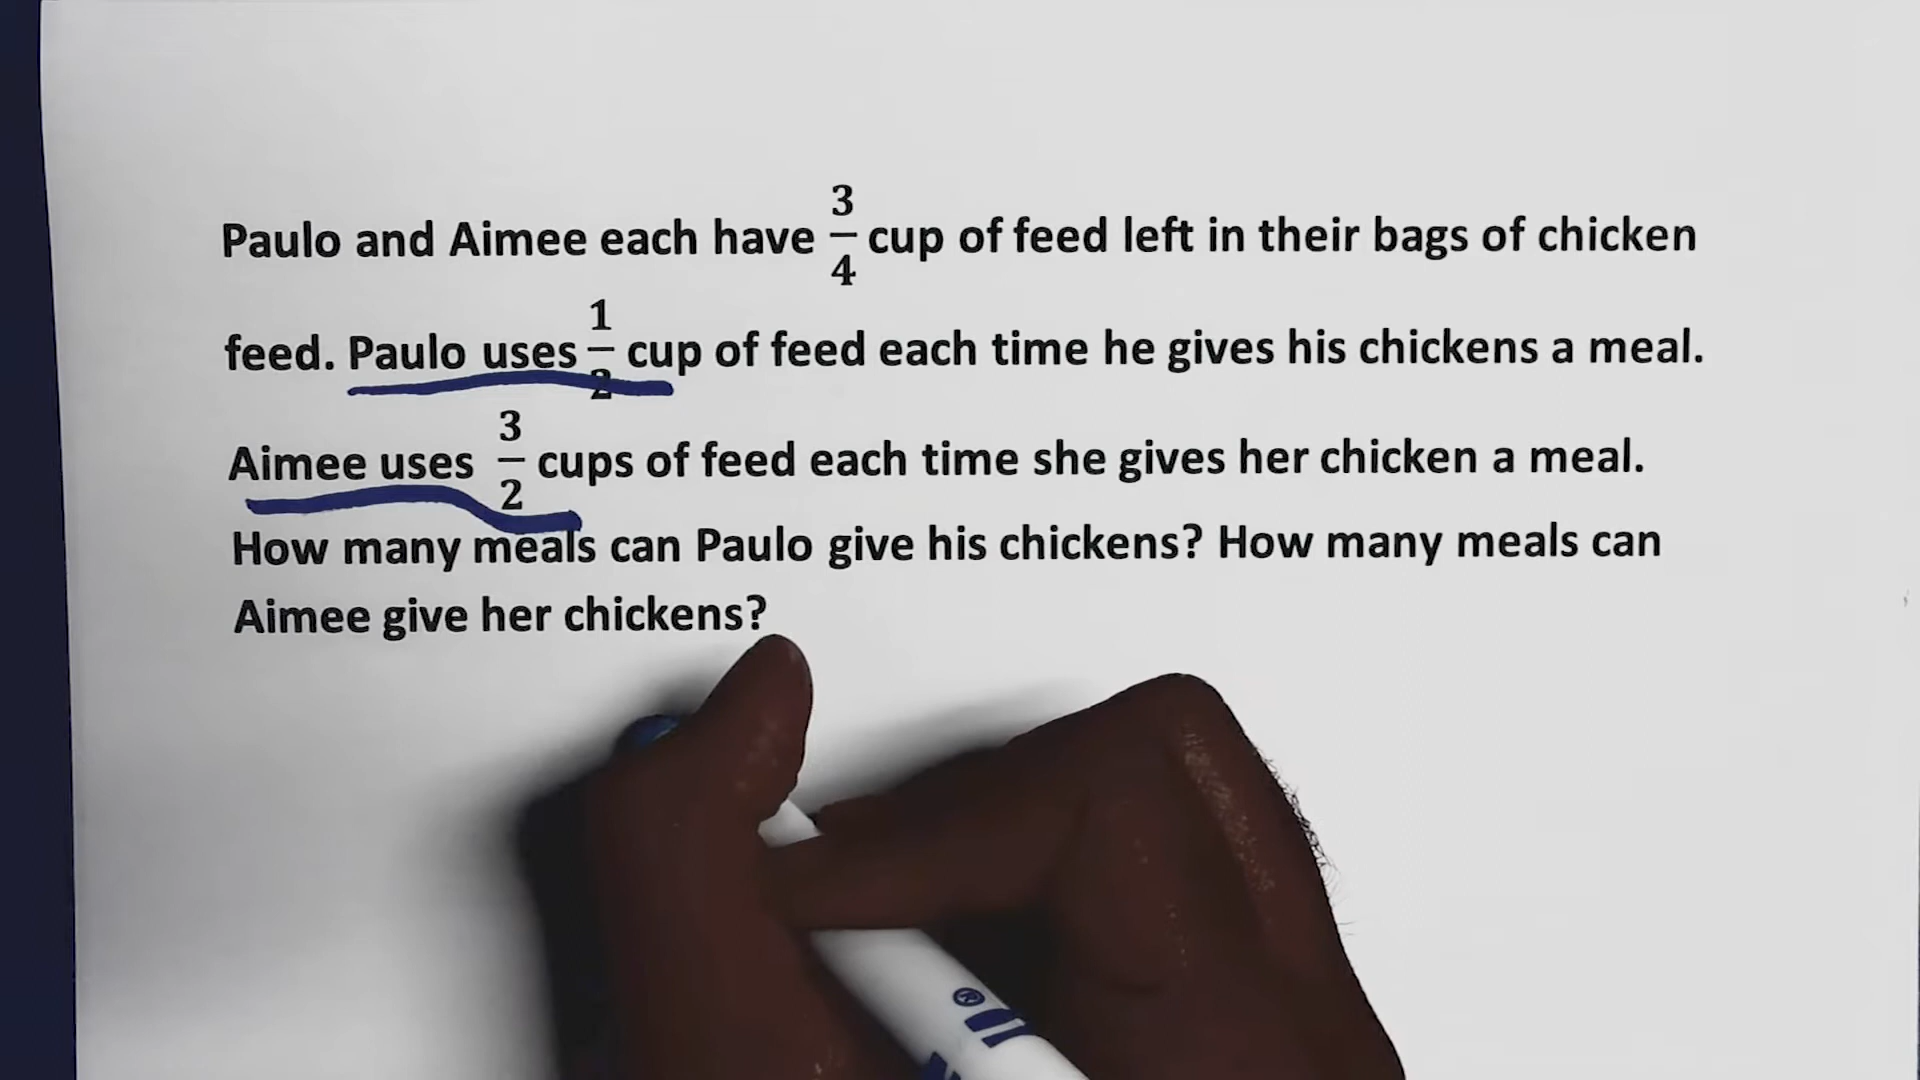 Paulo and Aimee each have 3/4 cup of feed left in their bags of chicken
feed. Paulo uses 1/2 cup of feed each time he gives his chickens a meal.
Aimee uses 3/2 cups of feed each time she gives her chicken a meal.
How many meals can Paulo give his chickens? How many meals can
Aimee give her chickens?
®